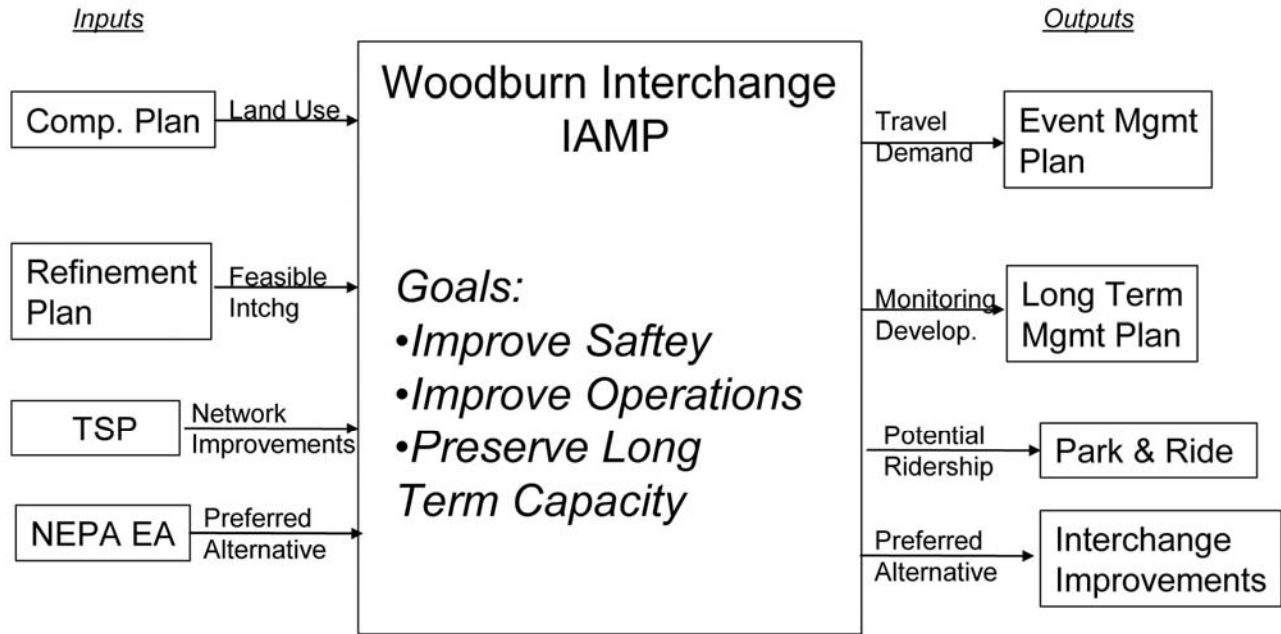 Inputs
Outputs
Woodburn Interchange
IAMP
Comp. Plan
Land Use
Refinement
Plan
Feasible
Intchg
TSP
Network
Improvements
NEPA EA
Preferred
Alternative
Goals:
•Improve Saftey
•Improve Operations
•Preserve Long
Term Capacity
Travel
Demand
Event Mgmt
Plan
Monitoring
Develop.
Long Term
Mgmt Plan
Potential
Ridership
Park & Ride
Preferred
Alternative
Interchange
Improvements